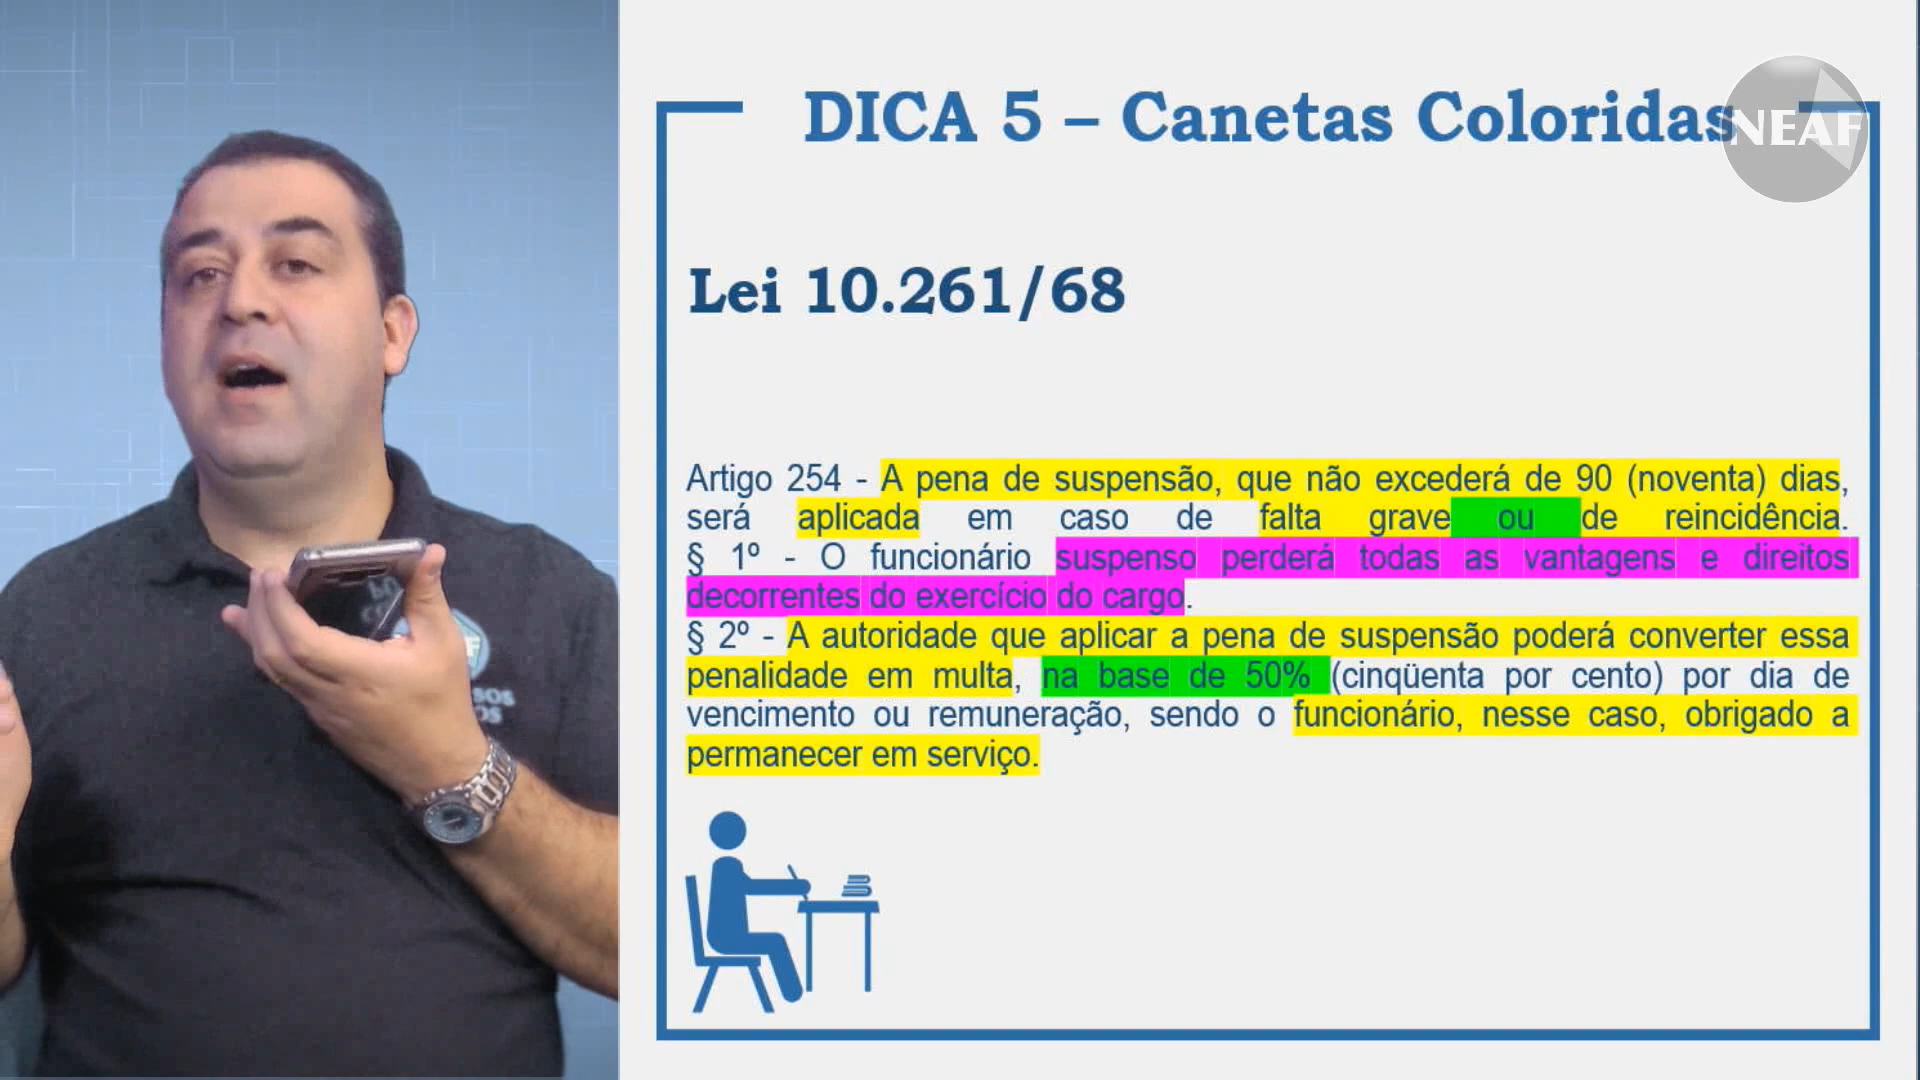 DICA 5 – Canetas Coloridas
NEAF
Lei 10.261/68
Artigo 254 - A pena de suspensão, que não excederá de 90 (noventa) dias,
será aplicada em caso de falta grave ou de reincidência.
§ 1º - O funcionário suspenso perderá todas as vantagens e direitos
decorrentes do exercício do cargo.
§ 2º - A autoridade que aplicar a pena de suspensão poderá converter essa
penalidade em multa, na base de 50% (cinqüenta por cento) por dia de
vencimento ou remuneração, sendo o funcionário, nesse caso, obrigado a
permanecer em serviço.